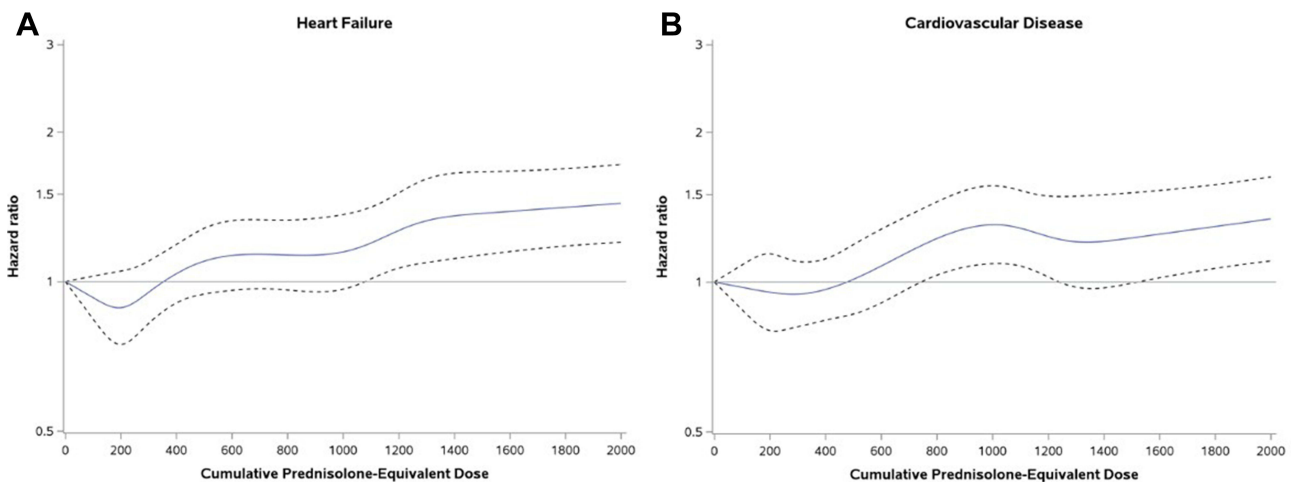 A
Heart Failure
3
2
1.5
1
0.5
Hazard ratio
0 200 400 600 800 1000 1200 1400 1600 1800 2000
Cumulative Prednisolone-Equivalent Dose
B
Cardiovascular Disease
3
2
1.5
1
0.5
Hazard ratio
0 200 400 600 800 1000 1200 1400 1600 1800 2000
Cumulative Prednisolone-Equivalent Dose